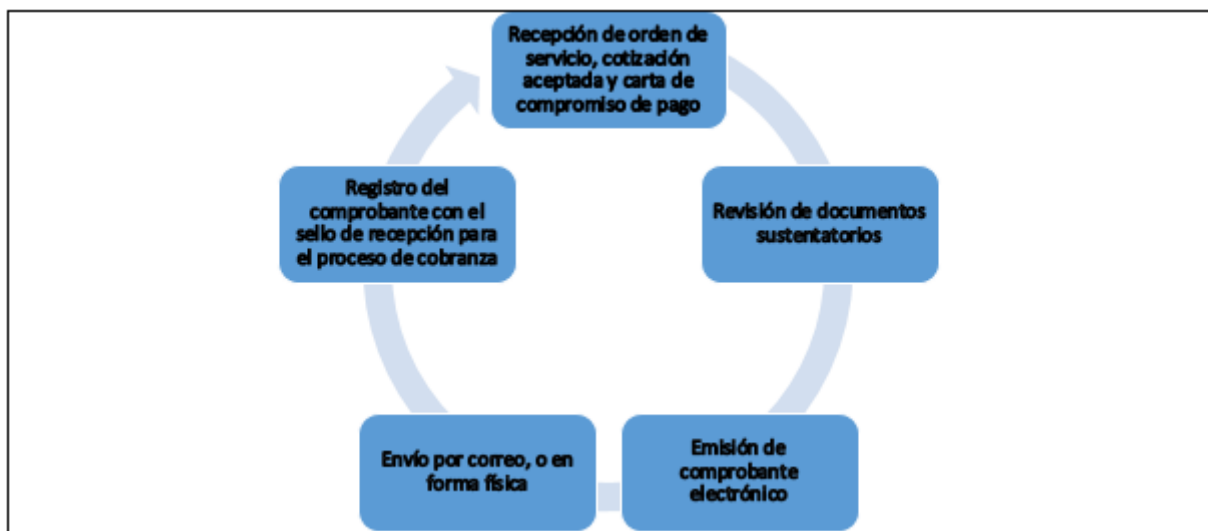 Recepción de orden de
servicio, cotización
aceptada y carta de
compromiso de pago
Revisión de documentos
sustentatorios
Emisión de
comprobante
electrónico
Envío por correo, o en
forma física
Registro del
comprobante con el
sello de recepción para
el proceso de cobranza